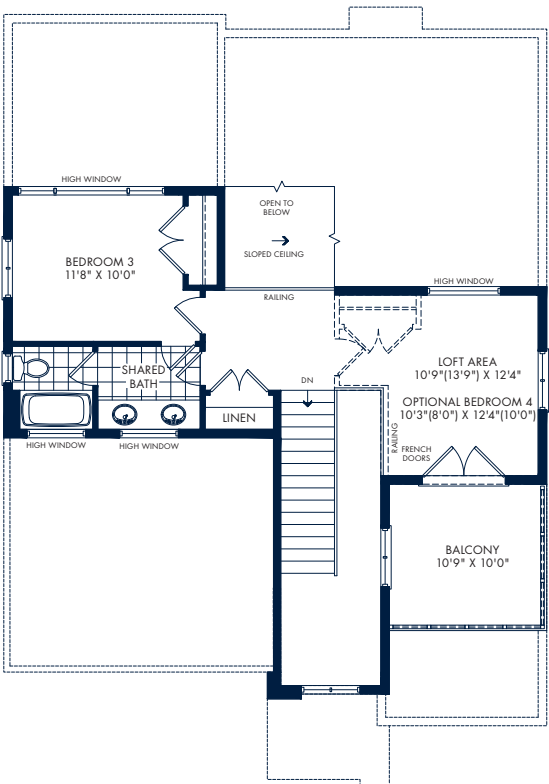 HIGH WINDOW
OPEN TO
BELOW
SLOPED CEILING
BEDROOM 3
11'8" X 10'0"
RAILING
HIGH WINDOW
SHARED
BATH
LOFT AREA
10'9"(13'9") X 12'4"
OPTIONAL BEDROOM 4
10'3"(8'0") X 12'4"(10'0")
DN
LINEN
RAILING
FRENCH
DOORS
HIGH WINDOW
HIGH WINDOW
BALCONY
10'9" X 10'0"